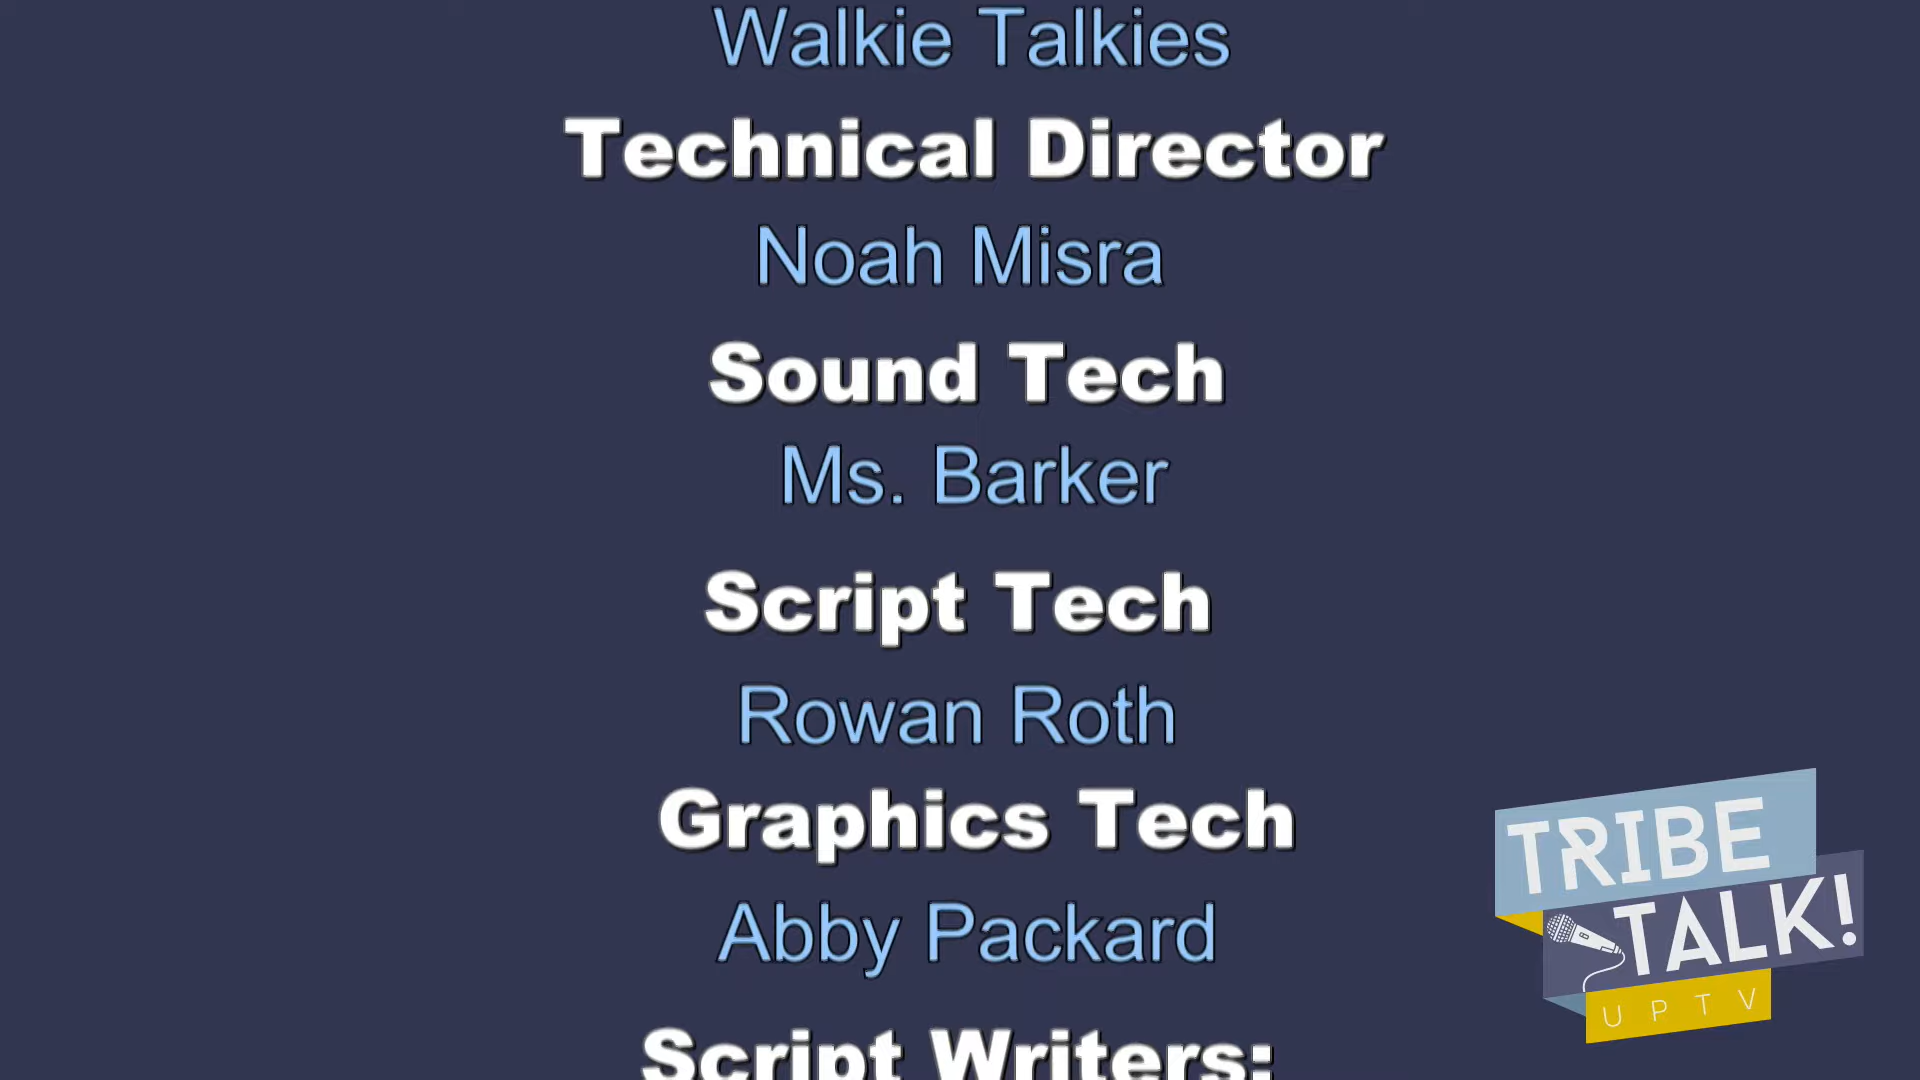 Walkie Talkies
Technical Director
Noah Misra
Sound Tech
Ms. Barker
Script Tech
Rowan Roth
Graphics Tech
Abby Packard
Script Writers:
TRIBE
TALK!
UPTV